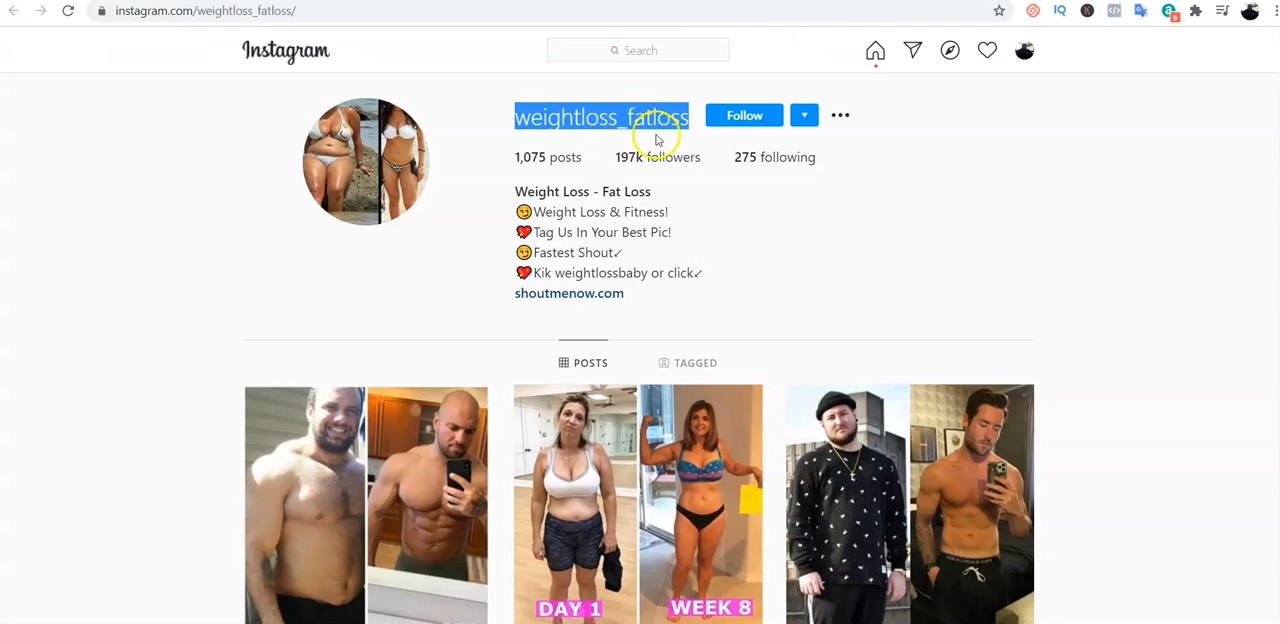 instagram.com/weightloss_fatloss/
IQ
K
9
Instagram
Search
weightloss_fatloss
Follow
1,075 posts
197k followers
275 following
Weight Loss - Fat Loss
😏Weight Loss & Fitness!
💖Tag Us In Your Best Pic!
😏Fastest Shout✓
💖Kik weightlossbaby or click✓
shoutmenow.com
POSTS
TAGGED
DAY 1
WEEK 8